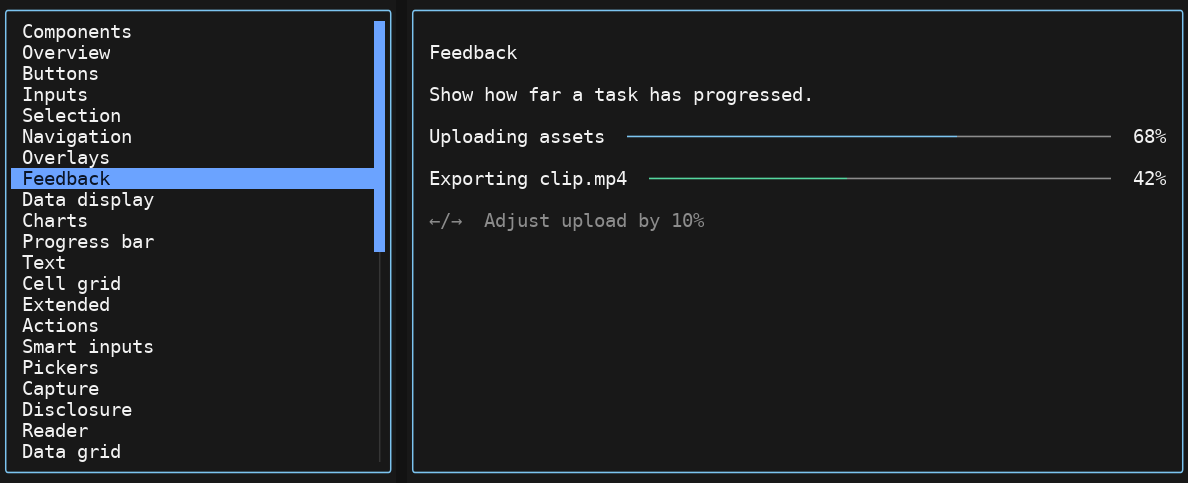 Components
Overview
Buttons
Inputs
Selection
Navigation
Overlays
Feedback
Data display
Charts
Progress bar
Text
Cell grid
Extended
Actions
Smart inputs
Pickers
Capture
Disclosure
Reader
Data grid
Feedback
Show how far a task has progressed.
Uploading assets 68%
Exporting clip.mp4 42%
←/→ Adjust upload by 10%